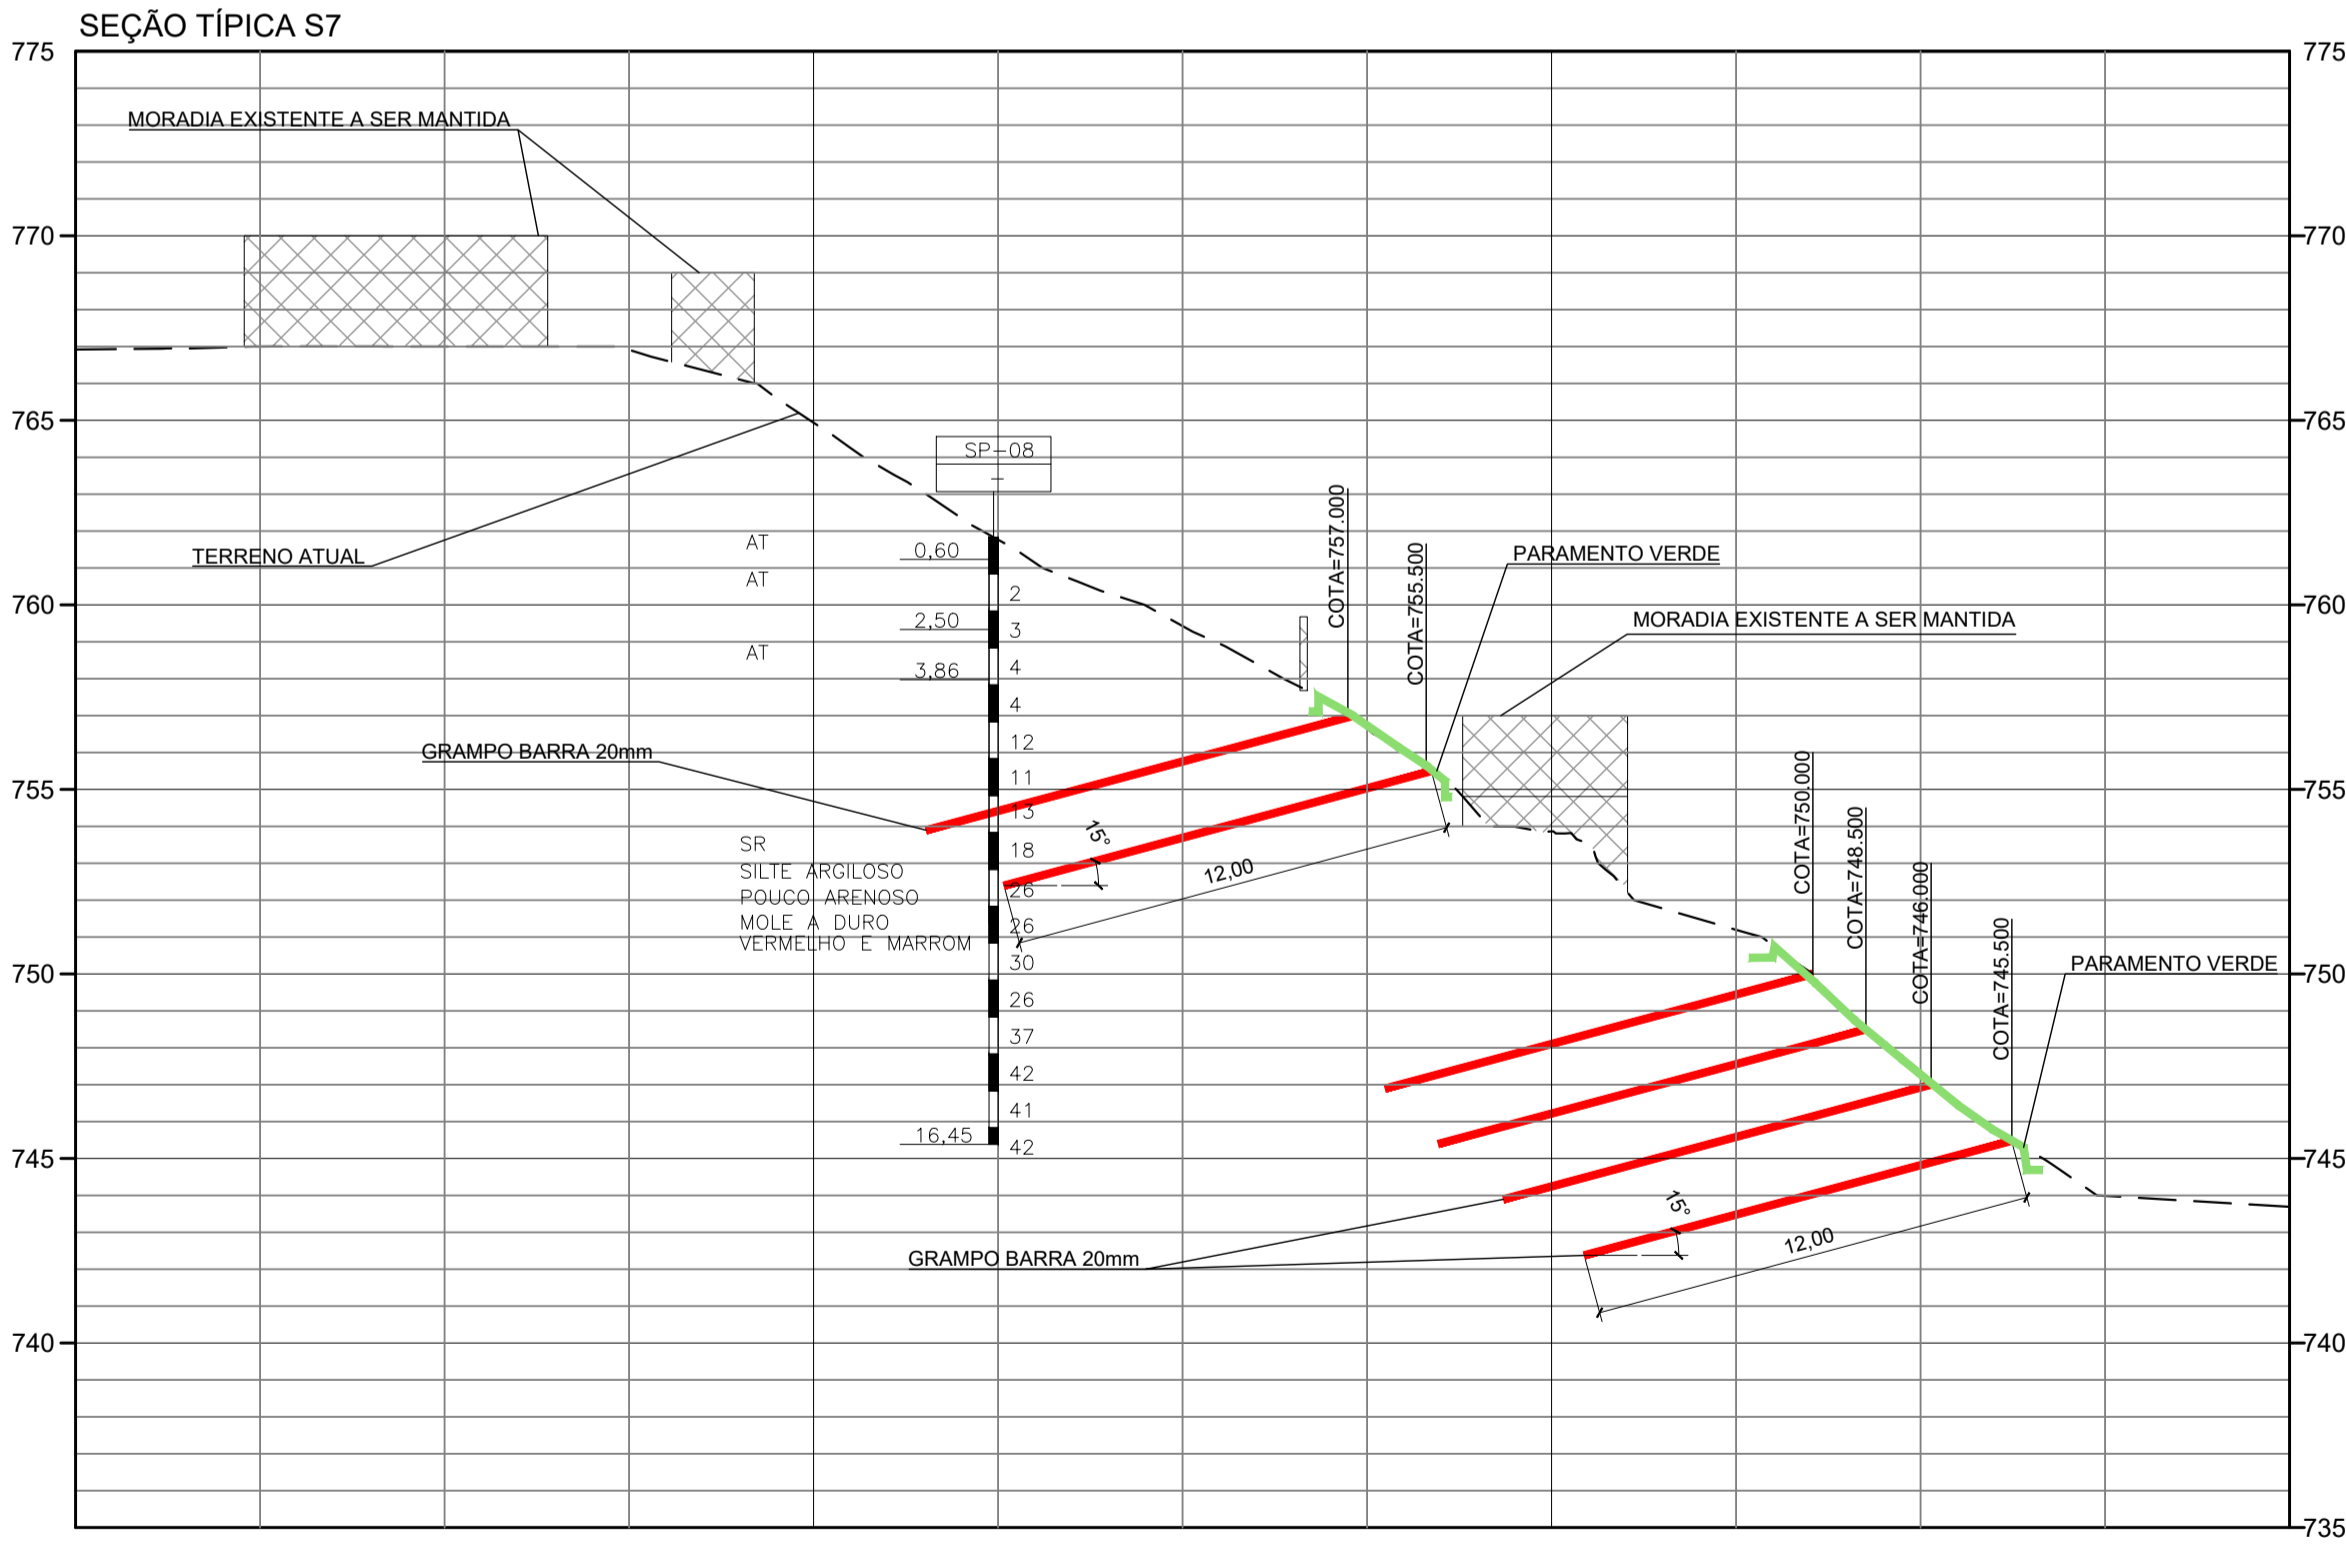 SEÇÃO TÍPICA S7
775
775
MORADIA EXISTENTE A SER MANTIDA
770
770
765
765
SP-08
-
COTA=757.000
COTA=755.500
AT
0,60
PARAMENTO VERDE
TERRENO ATUAL
AT
2
760
760
2,50
3
MORADIA EXISTENTE A SER MANTIDA
AT
3,86
4
4
12
GRAMPO BARRA 20mm
11
755
755
13
COTA=750.000
COTA=748.500
COTA=746.000
COTA=745.500
15°
SR
18
SILTE ARGILOSO
12,00
26
POUCO ARENOSO
MOLE A DURO
26
VERMELHO E MARROM
30
PARAMENTO VERDE
750
750
26
37
42
41
16,45
42
745
745
15°
12,00
GRAMPO BARRA 20mm
740
740
735